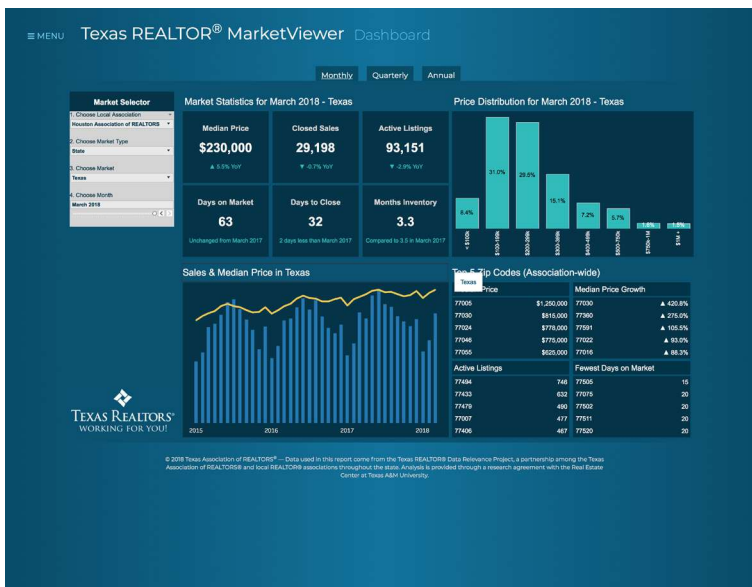 ≡ MENU Texas REALTOR® MarketViewer Dashboard
Monthly Quarterly Annual
Market Selector
1. Choose Local Association
Houston Association of REALTORS
2. Choose Market Type
State
3. Choose Market
Texas
4. Choose Month
March 2018
Market Statistics for March 2018 - Texas
Median Price
$230,000
▲ 5.5% YoY
Closed Sales
29,198
▼ -0.7% YoY
Active Listings
93,151
▼ -2.9% YoY
Days on Market
63
Unchanged from March 2017
Days to Close
32
2 days less than March 2017
Months Inventory
3.3
Compared to 3.5 in March 2017
Price Distribution for March 2018 - Texas
8.4%
31.0%
15.1%
7.2%
5.7%
1.6%
< $100k
$100-199k
$200-299k
$300-399k
$400-499k
$500-750k
$750k-1M
$1M +
Sales & Median Price in Texas
2015 2016 2017 2018
Zip Codes (Association-wide)
Texas
Price
77005 $1,250,000
77030 $815,000
77024 $778,000
77046 $775,000
77055 $625,000
Median Price Growth
77030 ▲ 420.8%
77360 ▲ 275.0%
77591 ▲ 105.5%
77022 ▲ 93.0%
77016 ▲ 88.3%
Active Listings
77494 746
77433 632
77479 490
77007 477
77406 467
Fewest Days on Market
77505 15
77075 20
77502 20
77511 20
77520 20
TEXAS REALTORS®
WORKING FOR YOU!
© 2018 Texas Association of REALTORS® — Data used in this report come from the Texas REALTOR® Data Relevance Project, a partnership among the Texas
Association of REALTORS® and local REALTOR® associations throughout the state. Analysis is provided through a research agreement with the Real Estate
Center at Texas A&M University.